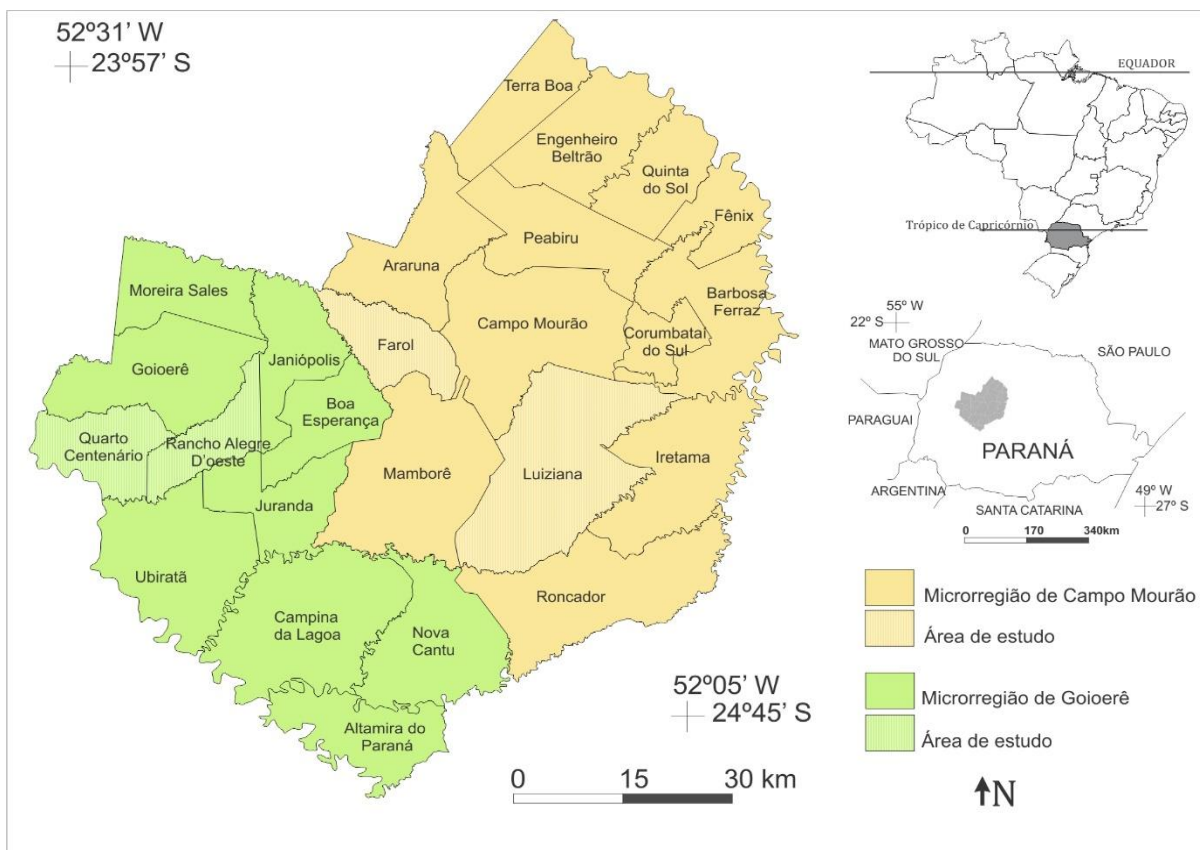 52º31’ W
23º57’ S
Terra Boa
Engenheiro
Beltrão
Quinta
do Sol
Fênix
Peabiru
Araruna
Barbosa
Ferraz
Moreira Sales
Campo Mourão
Corumbataí
do Sul
Farol
Janiópolis
Goioerê
Boa
Esperança
Quarto
Centenário
Rancho Alegre
D'oeste
Iretama
Mamborê
Luiziana
Juranda
Ubiratã
Roncador
Campina
da Lagoa
Nova
Cantu
Altamira do
Paraná
52º05’ W
24º45’ S
0 15 30 km
EQUADOR
Trópico de Capricórnio
55º W
22º S
MATO GROSSO
DO SUL
SÃO PAULO
PARAGUAI
PARANÁ
ARGENTINA
SANTA CATARINA
49º W
27º S
0 170 340km
Microrregião de Campo Mourão
Área de estudo
Microrregião de Goioerê
Área de estudo
N